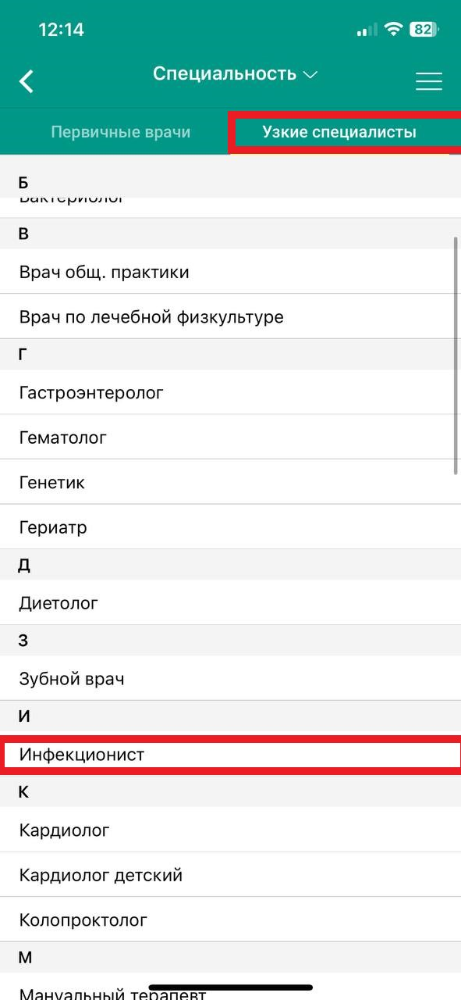 12:14
82
Специальность
Первичные врачи
Узкие специалисты
Б
Бактериолог
В
Врач общ. практики
Врач по лечебной физкультуре
Г
Гастроэнтеролог
Гематолог
Генетик
Гериатр
Д
Диетолог
З
Зубной врач
И
Инфекционист
К
Кардиолог
Кардиолог детский
Колопроктолог
М
Мануальный терапевт